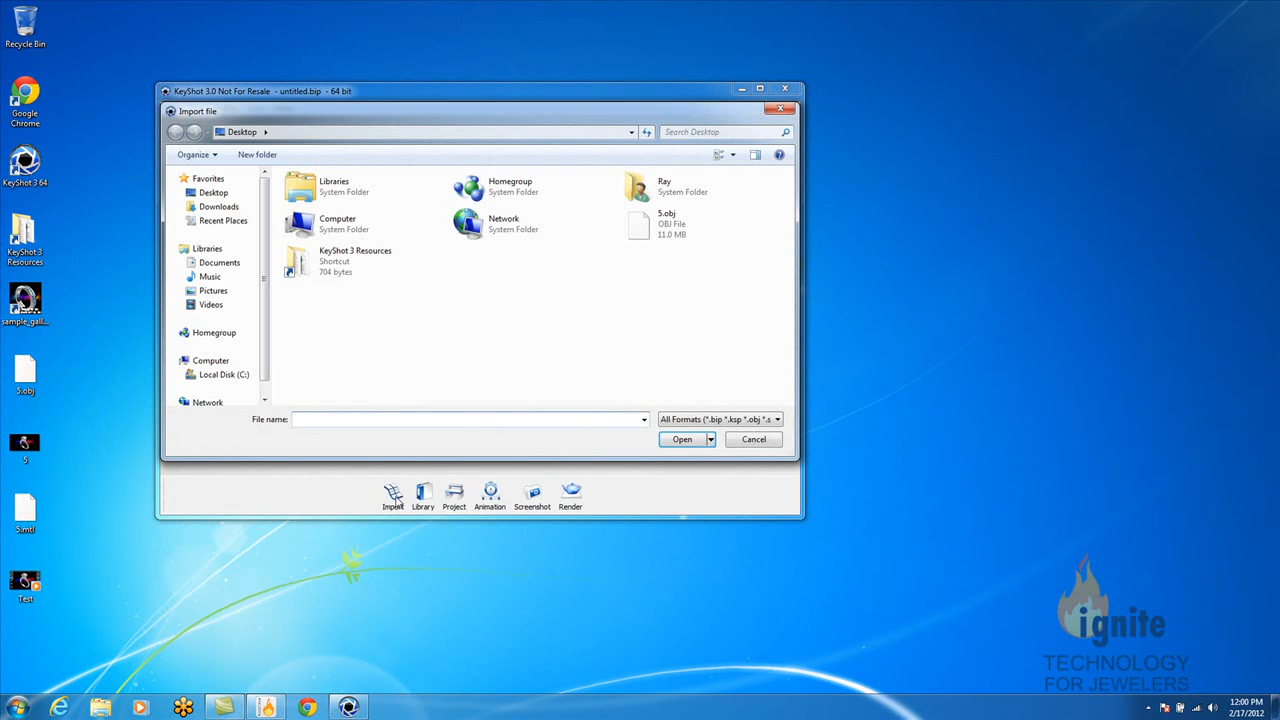 Recycle Bin
Google
Chrome
KeyShot 3 64
KeyShot 3
Resources
sample_gall...
5.obj
5
5.mtl
Test
KeyShot 3.0 Not For Resale - untitled.bip - 64 bit
Import file
Desktop
Search Desktop
Organize
New folder
Favorites
Desktop
Downloads
Recent Places
Libraries
Documents
Music
Pictures
Videos
Homegroup
Computer
Local Disk (C:)
Network
Libraries
System Folder
Homegroup
System Folder
Ray
System Folder
Computer
System Folder
Network
System Folder
5.obj
OBJ File
11.0 MB
KeyShot 3 Resources
Shortcut
704 bytes
File name:
All Formats (*.bip *.ksp *.obj *.s
Open
Cancel
Import
Library
Project
Animation
Screenshot
Render
ignite
TECHNOLOGY
FOR JEWELERS
12:00 PM
2/17/2012